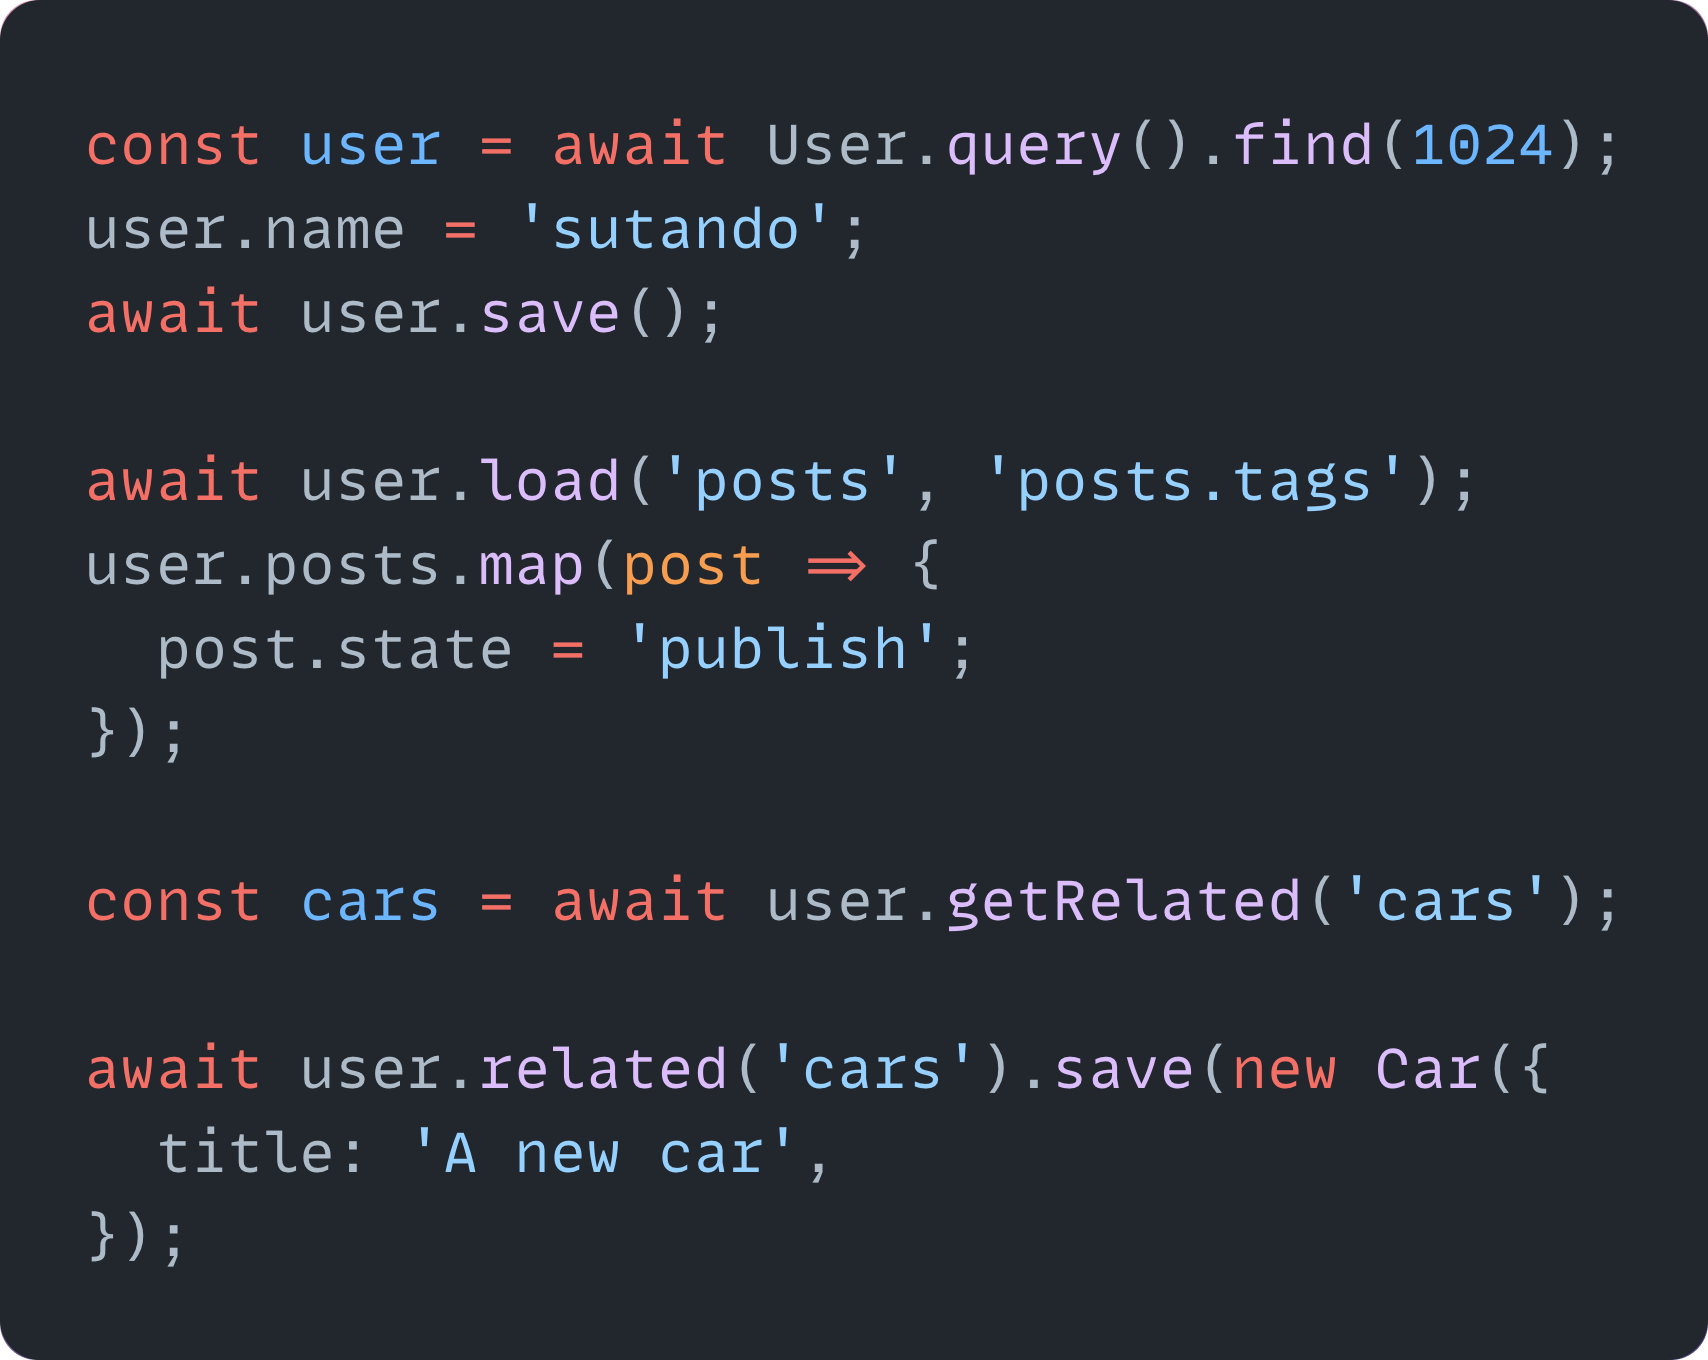 const user = await User.query().find(1024);
user.name = 'sutando';
await user.save();

await user.load('posts', 'posts.tags');
user.posts.map(post => {
  post.state = 'publish';
});

const cars = await user.getRelated('cars');

await user.related('cars').save(new Car({
  title: 'A new car',
});